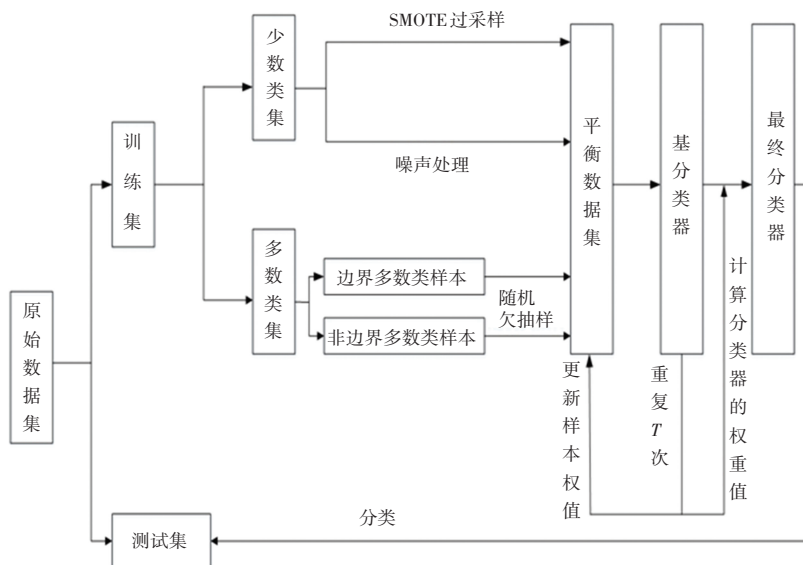 SMOTE过采样
少数类集
噪声处理
训练集
平衡数据集
基分类器
最终分类器
多数类集
边界多数类样本
随机
欠抽样
非边界多数类样本
原始数据集
更新样本权值
重复T次
计算分类器的权重值
分类
测试集